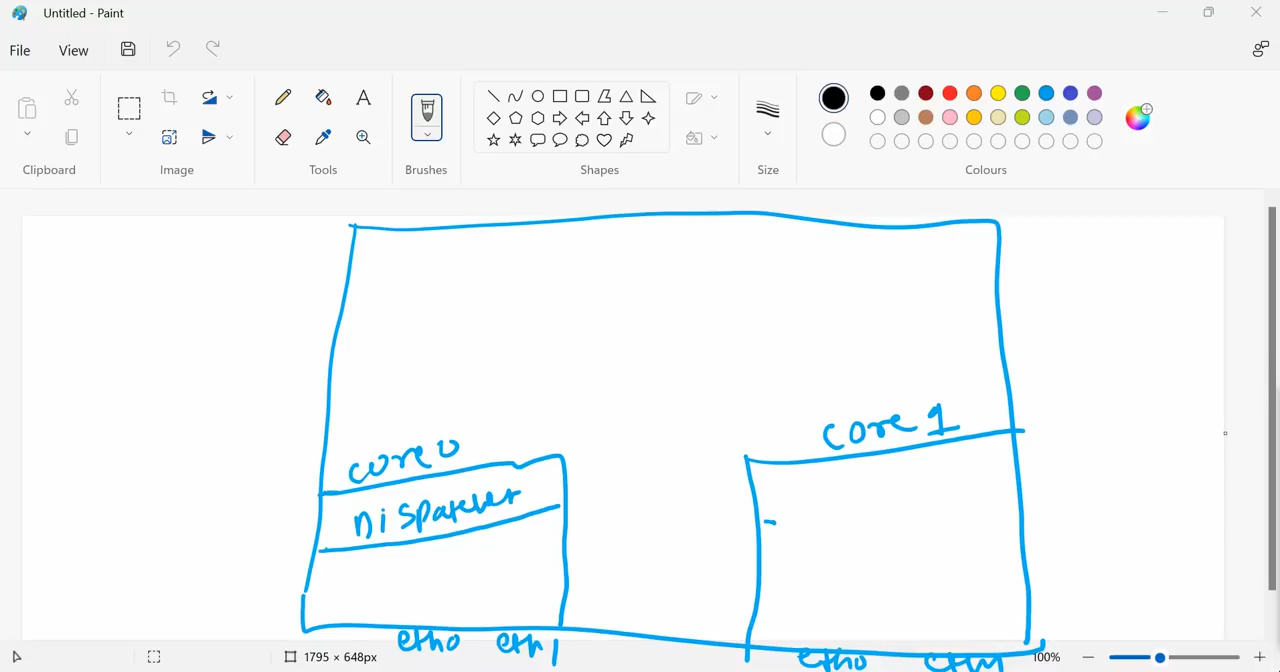 Untitled - Paint
File View
Clipboard Image Tools Brushes Shapes Size Colours
core 1
core 0
Dispatcher
eth0 eth1
eth0 eth1
1795 × 648px
100%